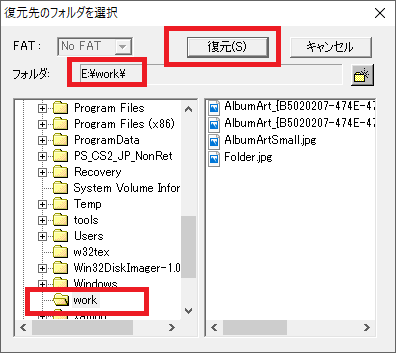 復元先のフォルダを選択
FAT: No FAT 復元(S) キャンセル
フォルダ: E:¥work¥
Program Files
Program Files (x86)
ProgramData
PS_CS2_JP_NonRet
Recovery
System Volume Infor
Temp
tools
Users
w32tex
Win32DiskImager-1.0
Windows
work
AlbumArt_{B5020207-474E-47
AlbumArt_{B5020207-474E-47
AlbumArtSmall.jpg
Folder.jpg